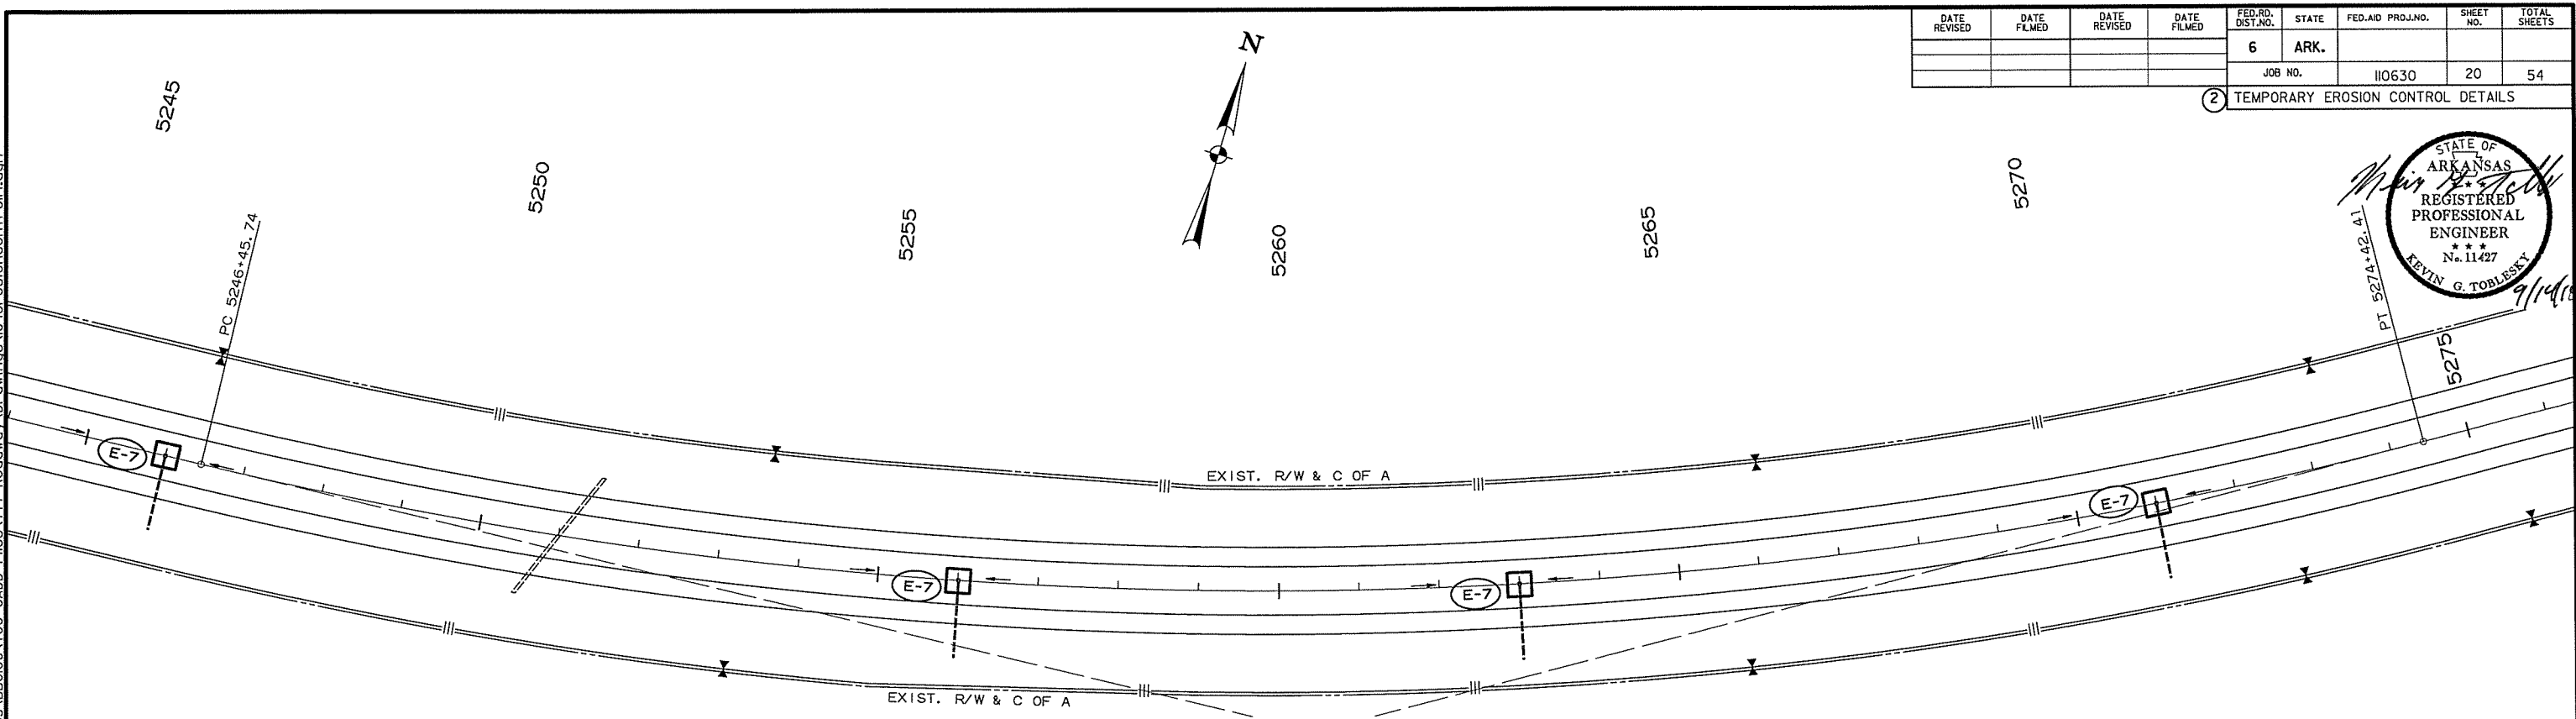 DATE REVISED
DATE FILMED
DATE REVISED
DATE FILMED
FED.RD. DIST.NO.
STATE
FED.AID PROJ.NO.
SHEET NO.
TOTAL SHEETS
6
ARK.
JOB NO.
110630
20
54
2 TEMPORARY EROSION CONTROL DETAILS
N
5245
5250
5255
5260
5265
5270
5275
PC 5246+45.74
PT 5274+42.41
STATE OF
ARKANSAS
★ ★ ★
REGISTERED
PROFESSIONAL
ENGINEER
★ ★ ★
No. 11427
KEVIN G. TOBLESKY
E-7
E-7
E-7
E-7
EXIST. R/W & C OF A
EXIST. R/W & C OF A